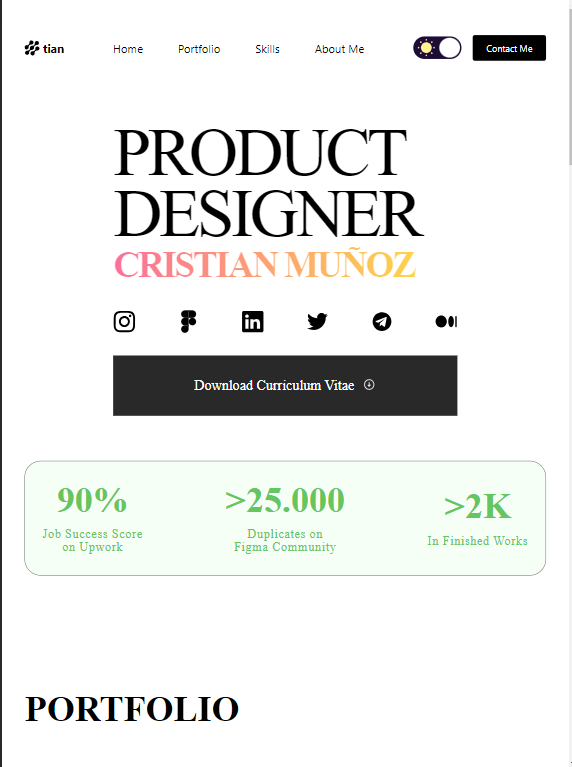 tian
Home Portfolio Skills About Me Contact Me
PRODUCT
DESIGNER
CRISTIAN MUÑOZ
Download Curriculum Vitae
90%
Job Success Score
on Upwork
>25.000
Duplicates on
Figma Community
>2K
In Finished Works
PORTFOLIO